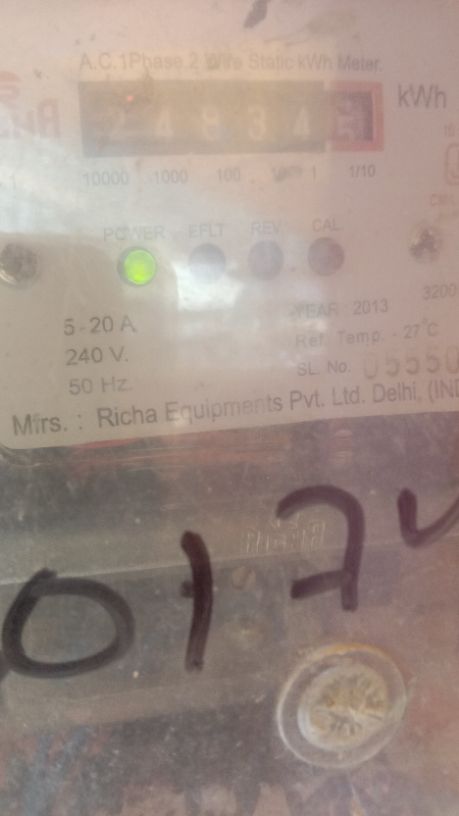 A.C.1Phase.2 Wire Static kWh Meter.
2 4 8 3 4
kWh
10000 1000 100 1 1/10
POWER EFLT REV CAL
5-20 A YEAR : 2013 3200
240 V. Ref. Temp. - 27°C
50 Hz. SL. No. 05550
Mfrs. : Richa Equipments Pvt. Ltd. Delhi,
017